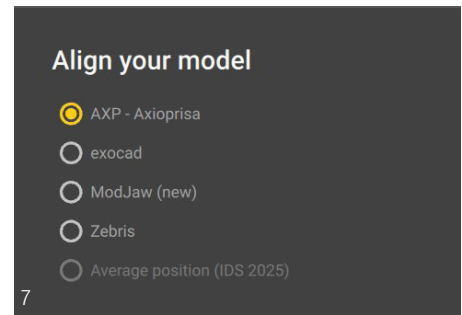 Align your model
AXP - Axioprisa
exocad
ModJaw (new)
Zebris
Average position (IDS 2025)
7